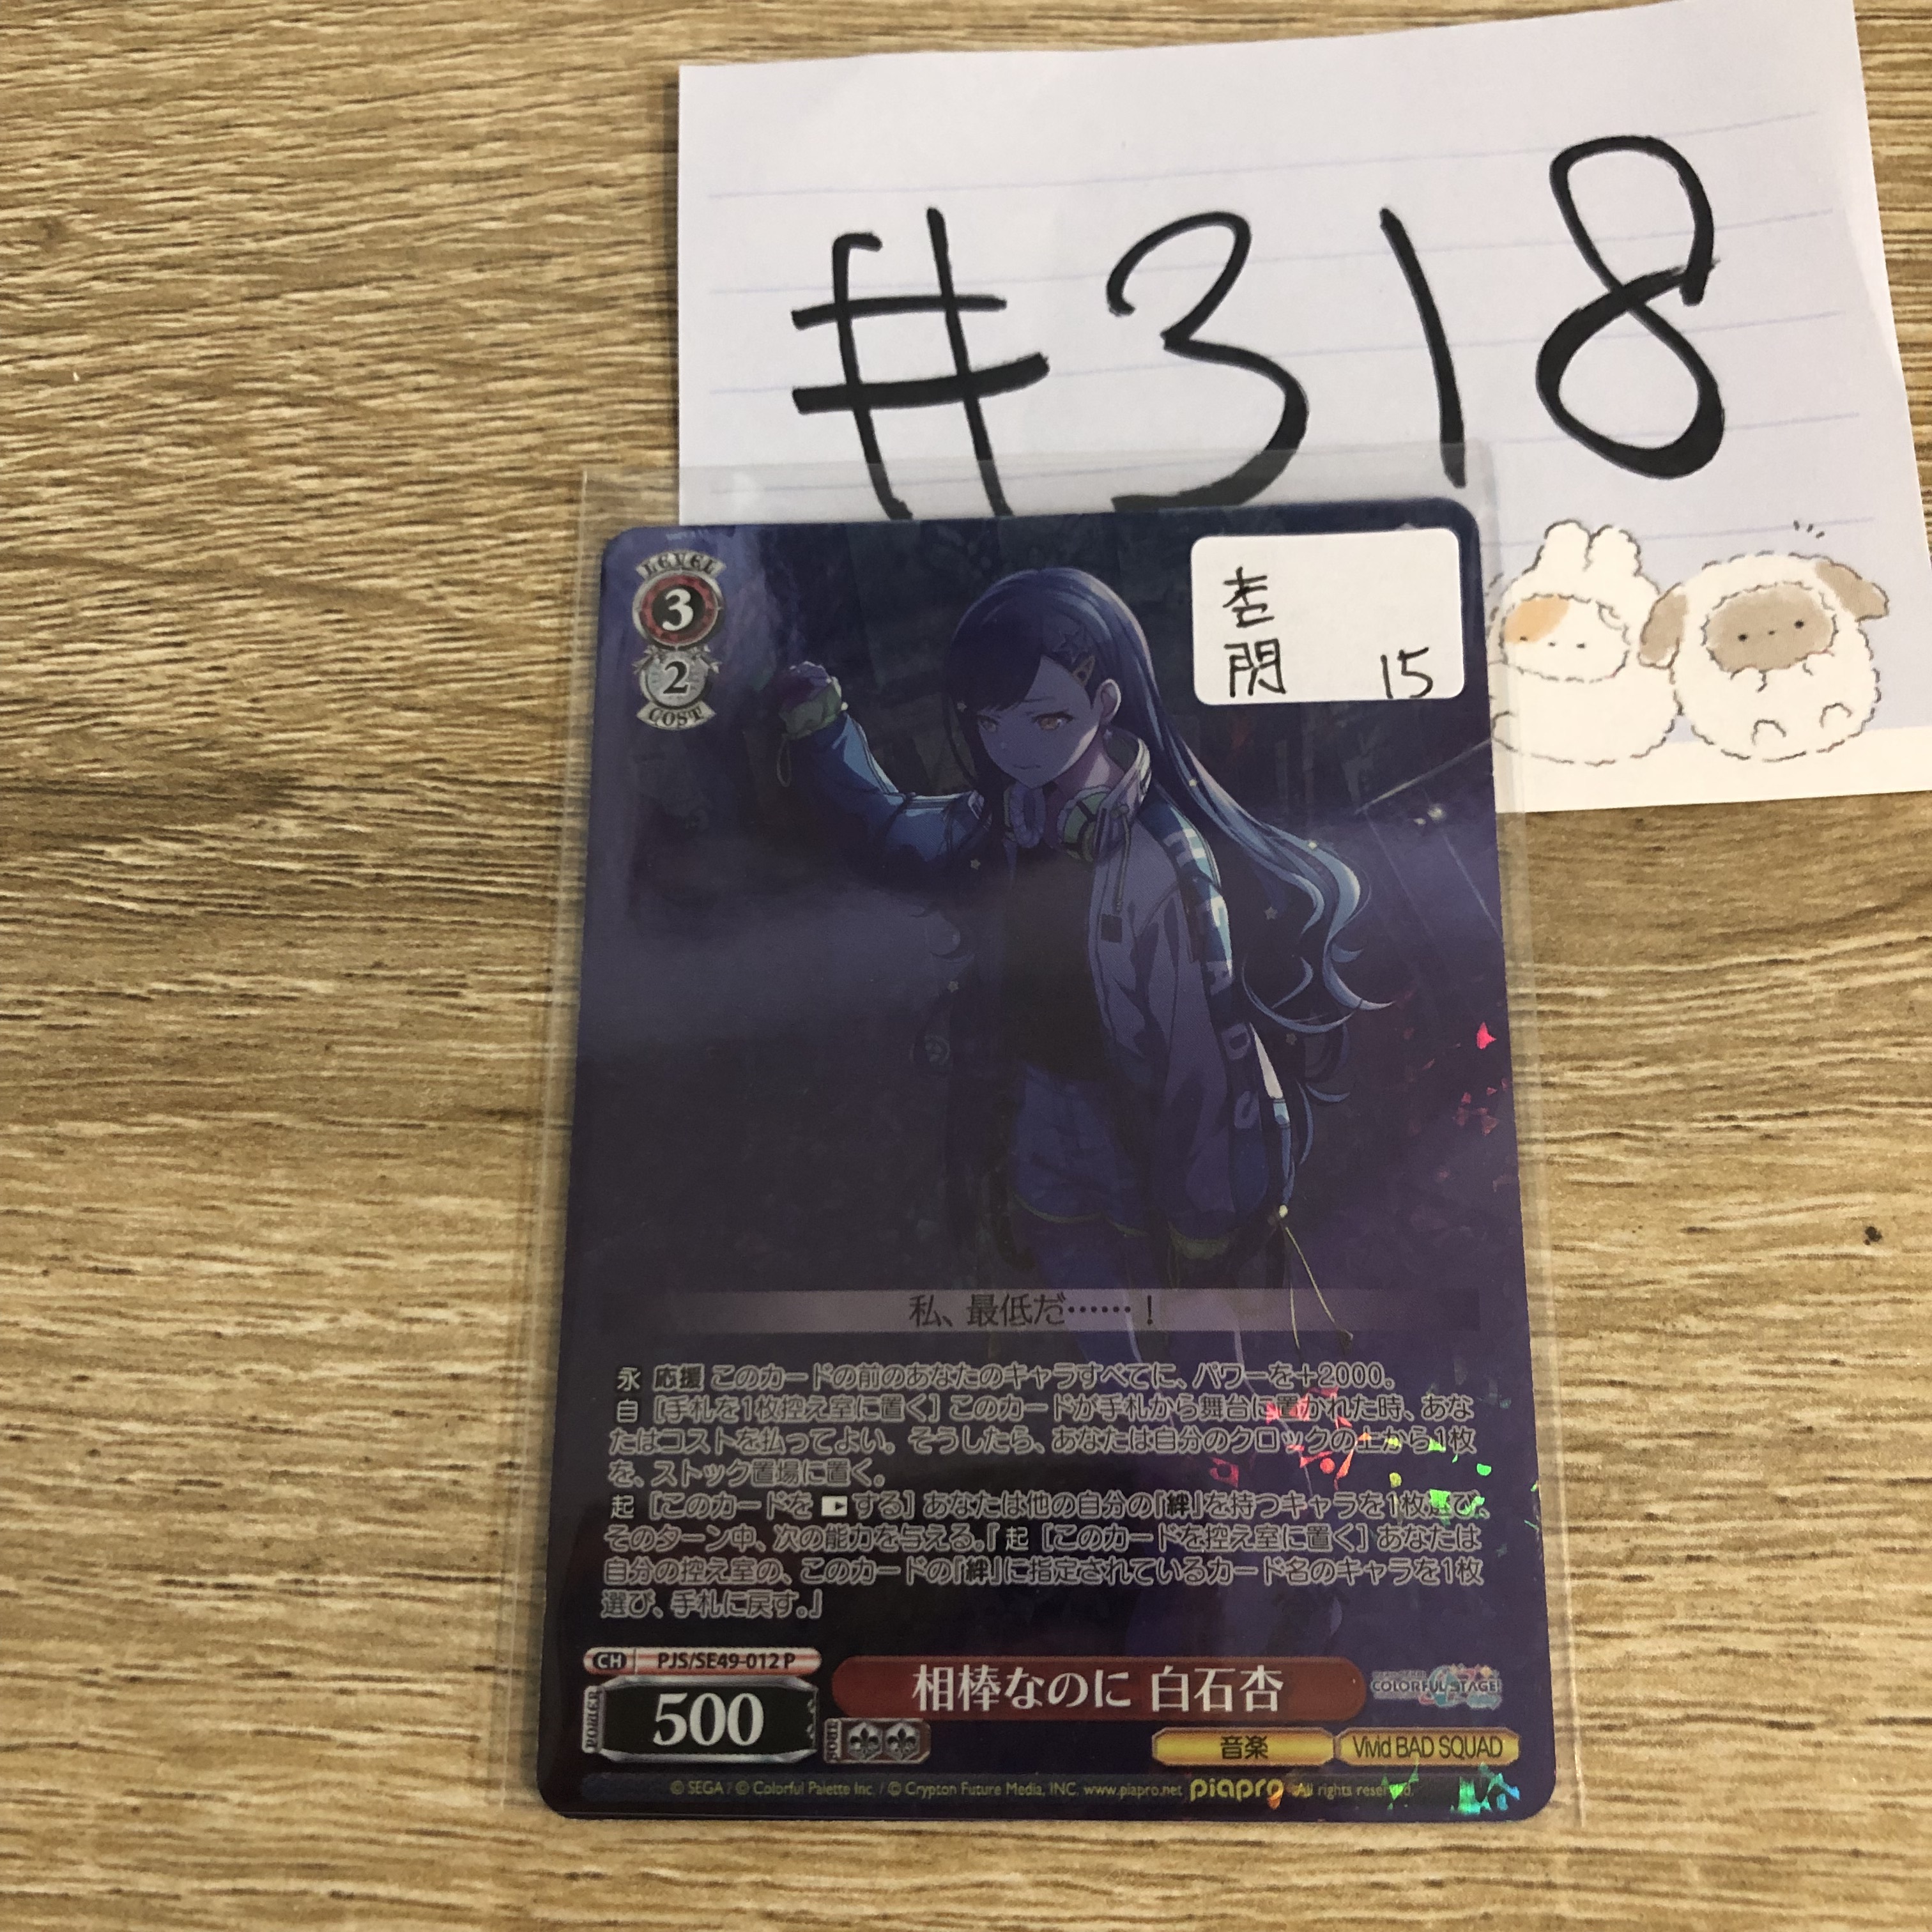 #318
杏
閃 15
LEVEL
3
2
COST
私、最低だ……！
永 応援 このカードの前のあなたのキャラすべてに、パワーを＋2000。
自 ［手札を1枚控え室に置く］ このカードが手札から舞台に置かれた時、あな
たはコストを払ってよい。そうしたら、あなたは自分のクロックの上から1枚
を、ストック置場に置く。
起 ［このカードをする］ あなたは他の自分の『絆』を持つキャラを1枚選び、
そのターン中、次の能力を与える。『起 ［このカードを控え室に置く］ あなたは
自分の控え室の、このカードの『絆』に指定されているカード名のキャラを1枚
選び、手札に戻す。』
CH PJS/SE49-012 P
POWER 500
相棒なのに 白石杏
COLORFUL STAGE!
SOUL
音楽 Vivid BAD SQUAD
© SEGA / © Colorful Palette Inc. / © Crypton Future Media, INC. www.piapro.net piapro All rights reserved.